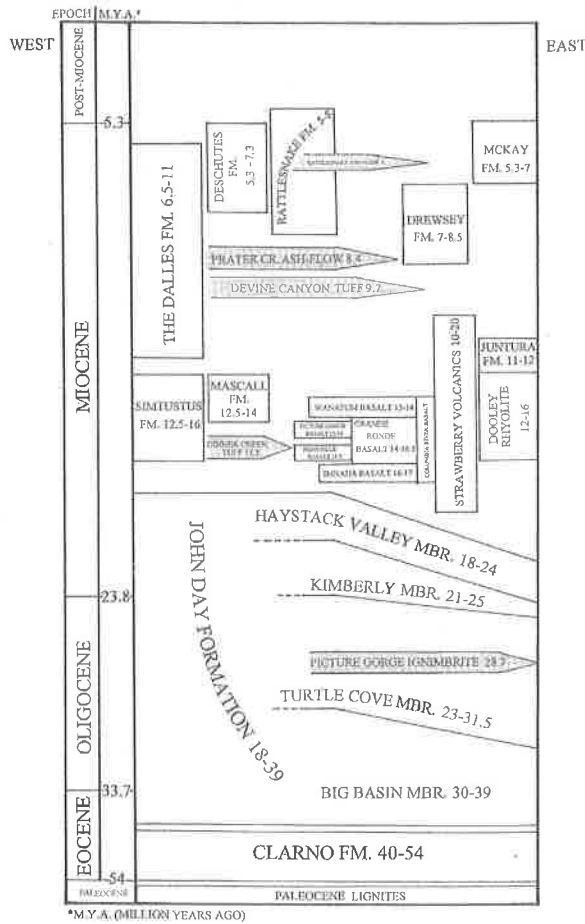 EPOCH M.Y.A.*
WEST
EAST
POST-MIOCENE
5.3
MIOCENE
23.8
OLIGOCENE
33.7
EOCENE
54
PALEOCENE
THE DALLES FM. 6.5-11
DESCHUTES
FM.
5.3 -7.3
RATTLESNAKE FM. 5-8
MCKAY
FM. 5.3-7
DREWSEY
FM. 7-8.5
PRATER CR. ASH-FLOW 8.4
DEVINE CANYON TUFF 9.7
SIMTUSTUS
FM. 12.5-16
MASCALL
FM.
12.5-14
WANAPUM BASALT 13-14
GRANDE
RONDE
BASALT
IMNAHA BASALT 16-17
COLUMBIA RIVER BASALT
STRAWBERRY VOLCANICS 10-20
JUNTURA
FM. 11-12
DOOLEY
RHYOLITE
12-16
HAYSTACK VALLEY MBR. 18-24
JOHN DAY FORMATION 18-39
KIMBERLY MBR. 21-25
PICTURE GORGE IGNIMBRITE 28.7
TURTLE COVE MBR. 23-31.5
BIG BASIN MBR. 30-39
CLARNO FM. 40-54
PALEOCENE LIGNITES
*M.Y.A. (MILLION YEARS AGO)